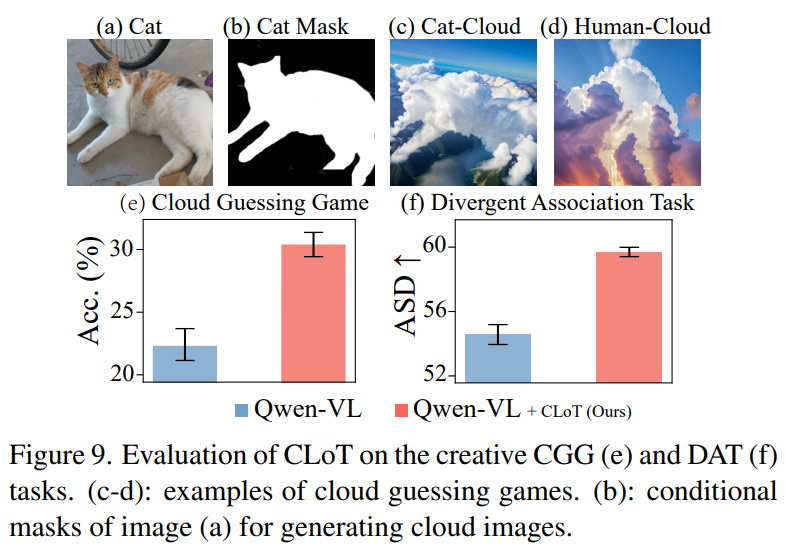 (a) Cat (b) Cat Mask (c) Cat-Cloud (d) Human-Cloud
(e) Cloud Guessing Game (f) Divergent Association Task
Acc. (%)
30
25
20
ASD ↑
60
56
52
Qwen-VL Qwen-VL + CLoT (Ours)
Figure 9. Evaluation of CLoT on the creative CGG (e) and DAT (f)
tasks. (c-d): examples of cloud guessing games. (b): conditional
masks of image (a) for generating cloud images.